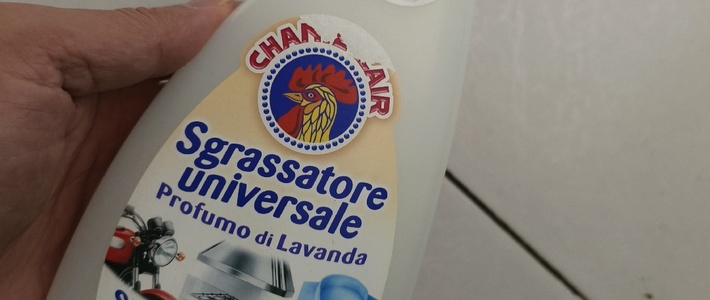 Sgrassatore
universale
Profumo di Lavanda